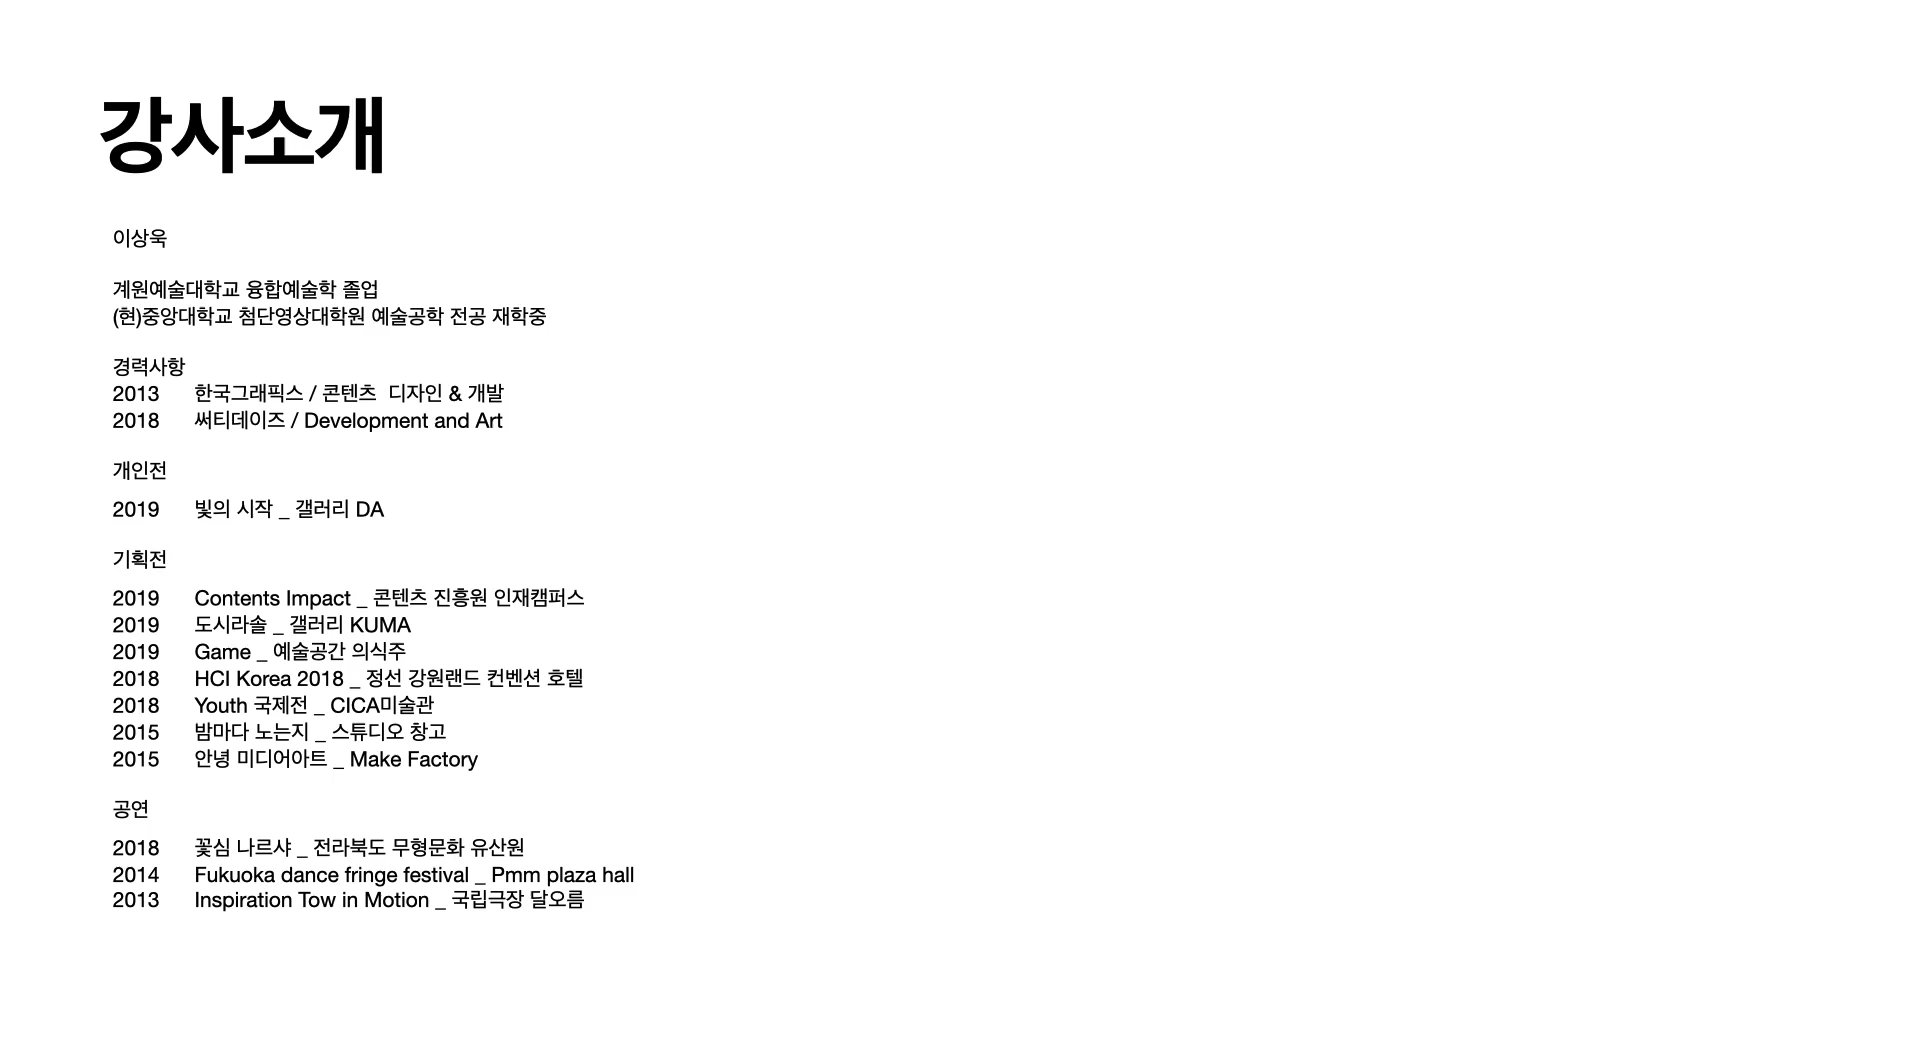 강사소개
이상욱
계원예술대학교 융합예술학 졸업
(현)중앙대학교 첨단영상대학원 예술공학 전공 재학중
경력사항
2013 한국그래픽스 / 콘텐츠 디자인 & 개발
2018 써티데이즈 / Development and Art
개인전
2019 빛의 시작 _ 갤러리 DA
기획전
2019 Contents Impact _ 콘텐츠 진흥원 인재캠퍼스
2019 도시라솔 _ 갤러리 KUMA
2019 Game _ 예술공간 의식주
2018 HCI Korea 2018 _ 정선 강원랜드 컨벤션 호텔
2018 Youth 국제전 _ CICA미술관
2015 밤마다 노는지 _ 스튜디오 창고
2015 안녕 미디어아트 _ Make Factory
공연
2018 꽃심 나르샤 _ 전라북도 무형문화 유산원
2014 Fukuoka dance fringe festival _ Pmm plaza hall
2013 Inspiration Tow in Motion _ 국립극장 달오름